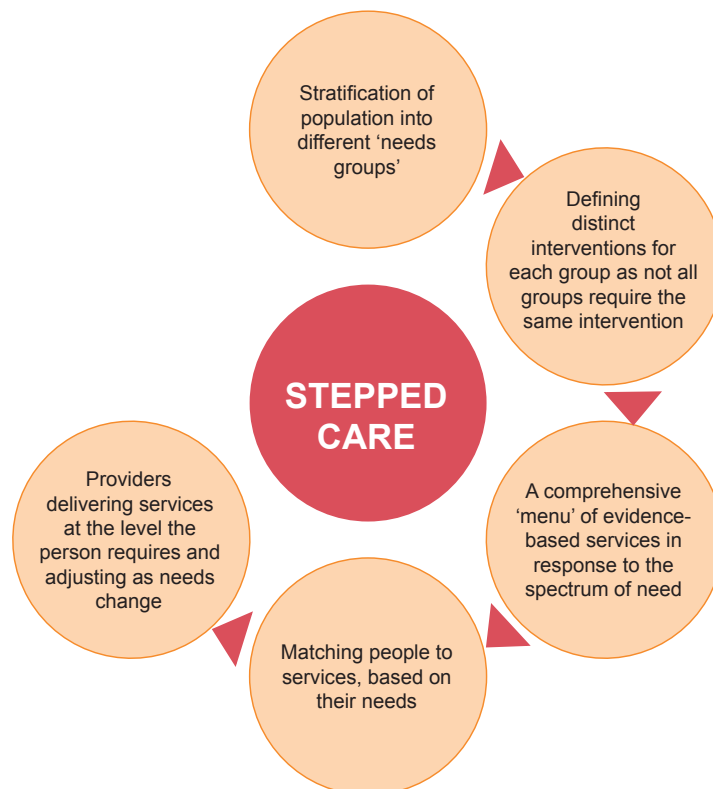 Stratification of
population into
different ‘needs
groups’
Defining
distinct
interventions for
each group as not all
groups require the
same intervention
STEPPED
CARE
A comprehensive
‘menu’ of evidence-
based services in
response to the
spectrum of need
Matching people to
services, based on
their needs
Providers
delivering services
at the level the
person requires and
adjusting as needs
change